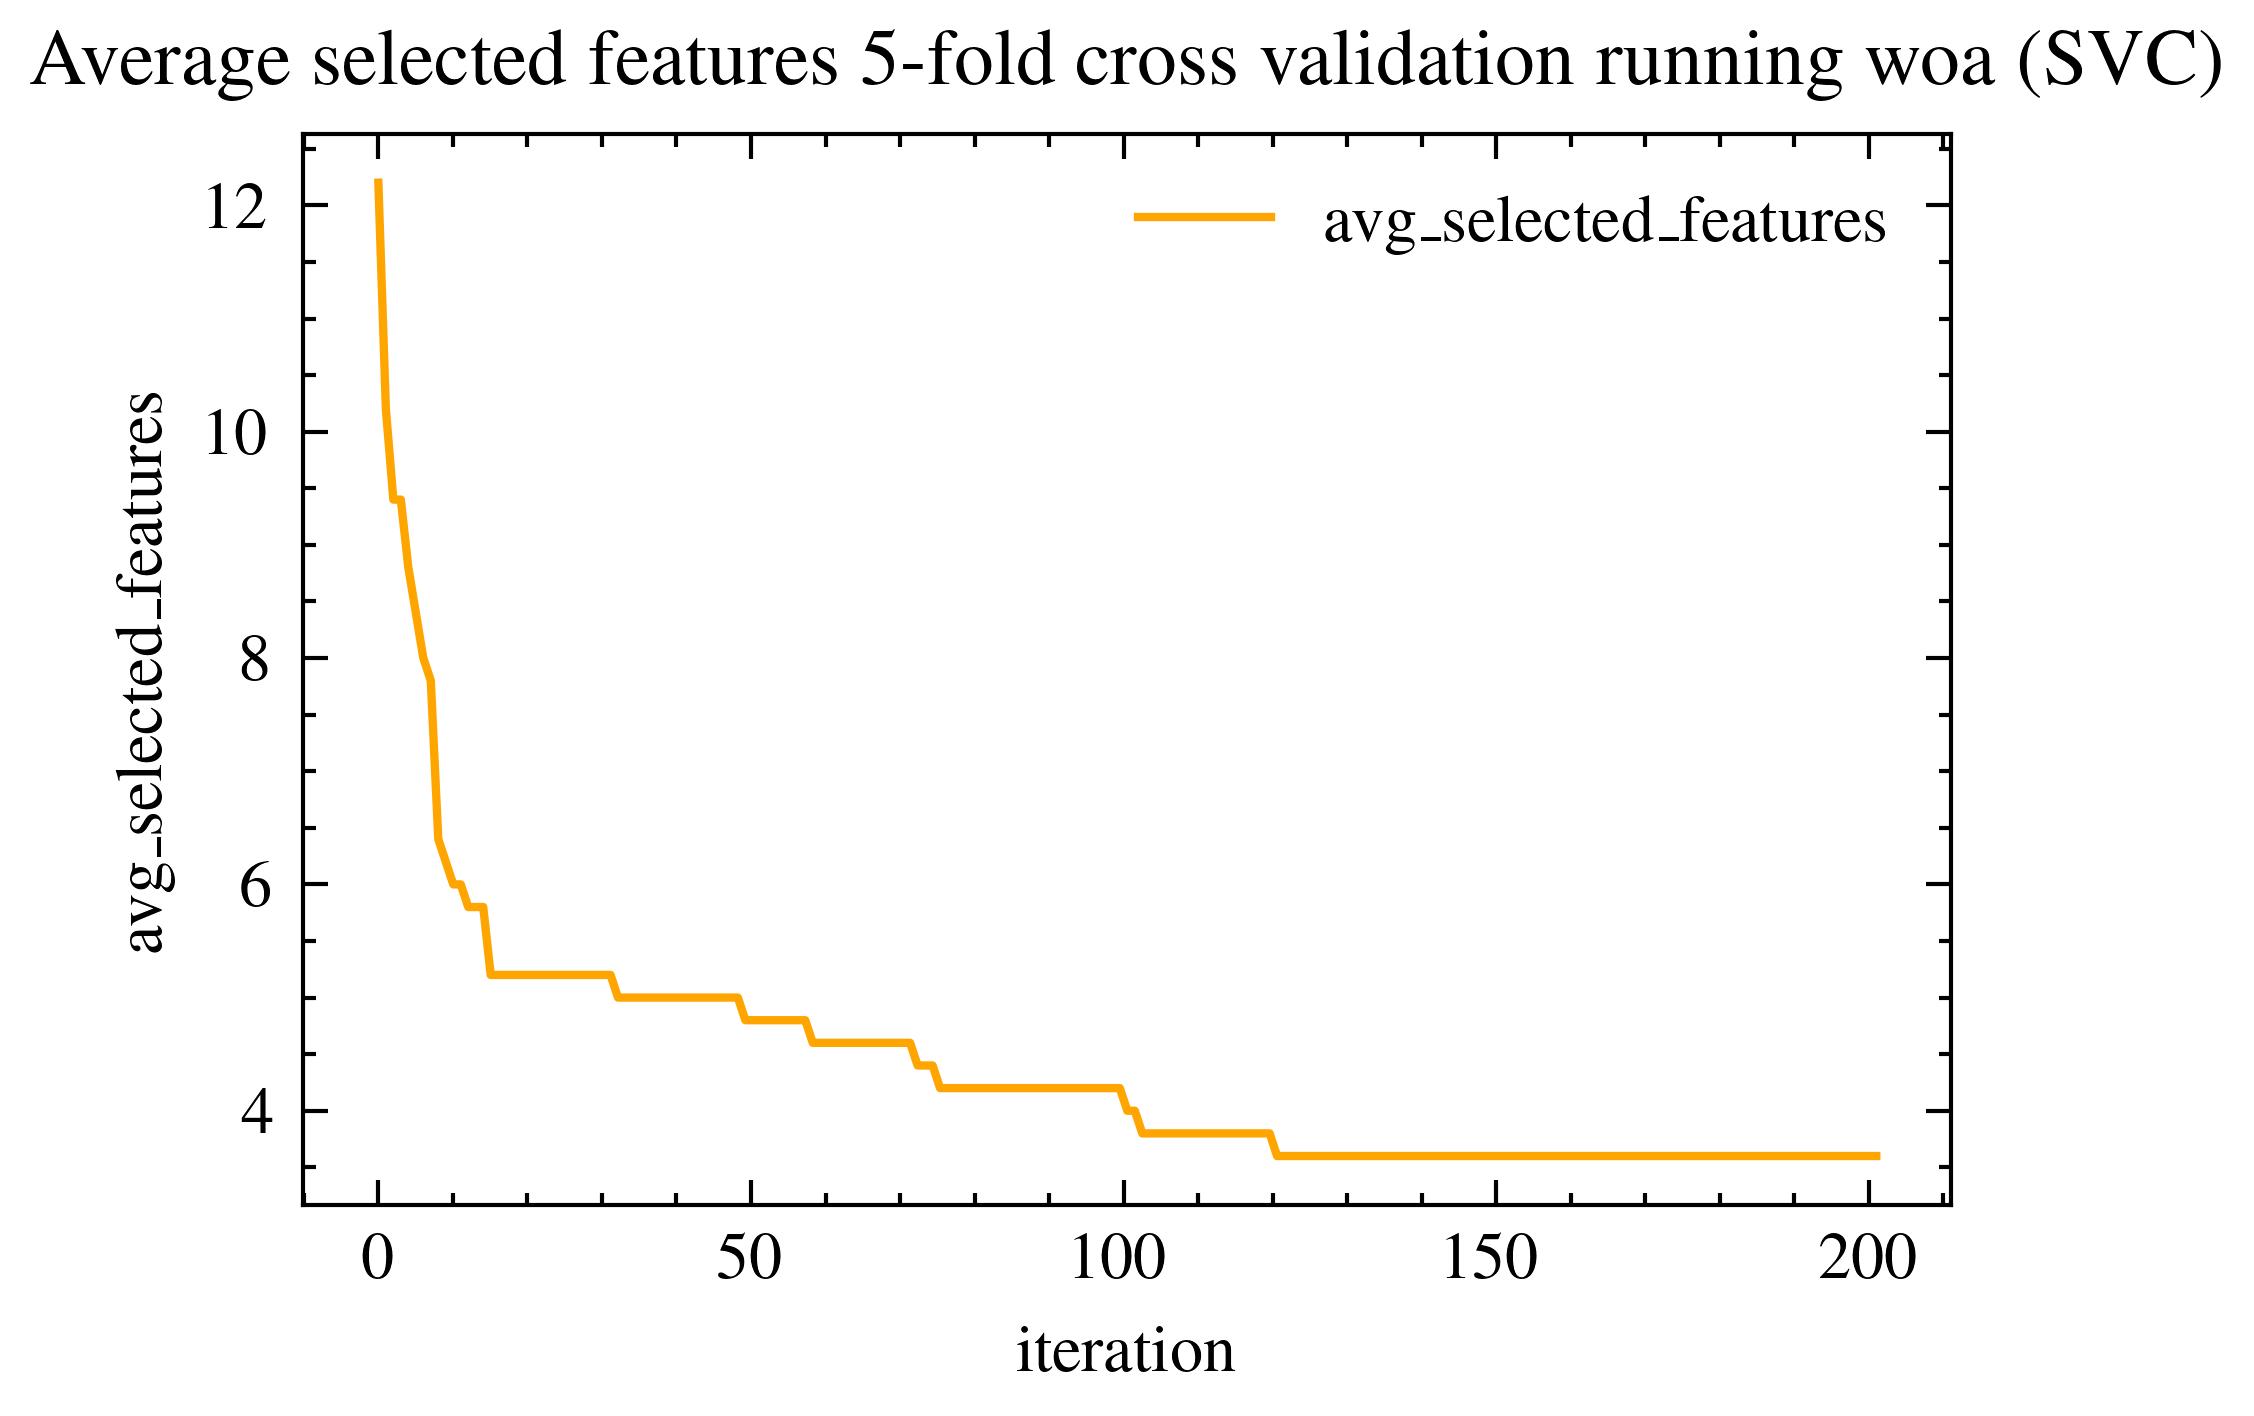 Average selected features 5-fold cross validation running woa (SVC)
avg_selected_features
12
10
8
6
4
avg_selected_features
0 50 100 150 200
iteration